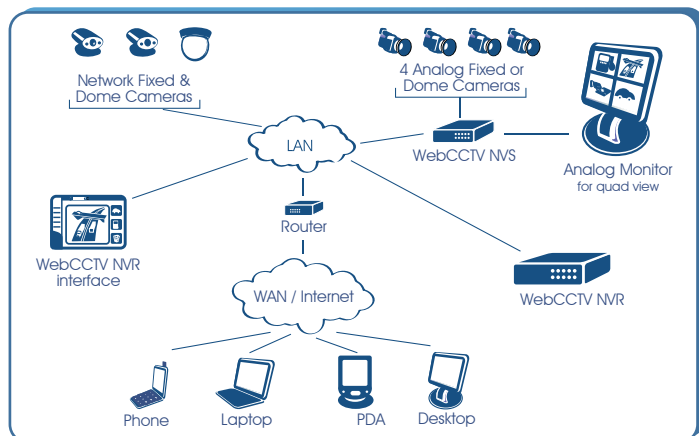 Network Fixed &
Dome Cameras
4 Analog Fixed or
Dome Cameras
LAN
WebCCTV NVS
Analog Monitor
for quad view
Router
WebCCTV NVR
interface
WAN / Internet
WebCCTV NVR
Phone
Laptop
PDA
Desktop